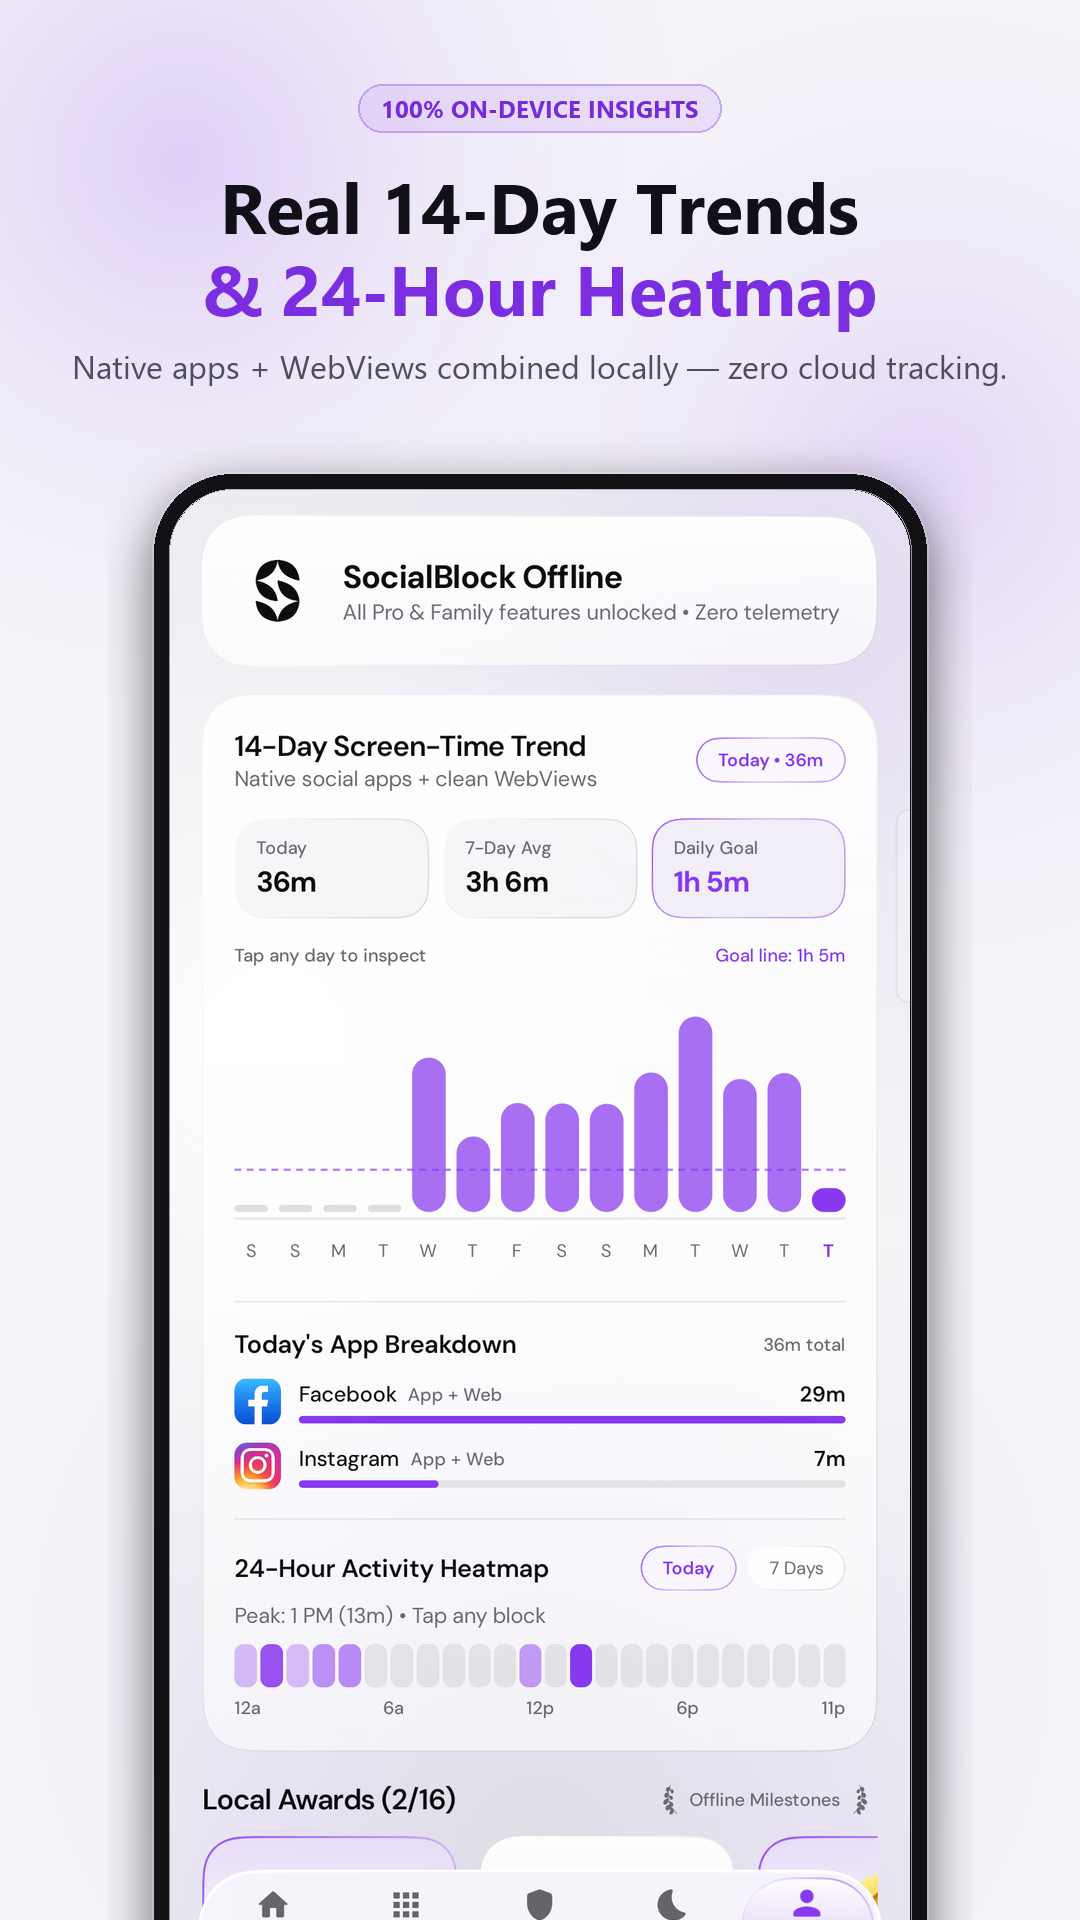 100% ON-DEVICE INSIGHTS
Real 14-Day Trends
& 24-Hour Heatmap
Native apps + WebViews combined locally — zero cloud tracking.
SocialBlock Offline
All Pro & Family features unlocked • Zero telemetry
14-Day Screen-Time Trend
Native social apps + clean WebViews
Today • 36m
Today
36m
7-Day Avg
3h 6m
Daily Goal
1h 5m
Tap any day to inspect
Goal line: 1h 5m
S S M T W T F S S M T W T T
Today's App Breakdown
36m total
Facebook App + Web 29m
Instagram App + Web 7m
24-Hour Activity Heatmap
Today
7 Days
Peak: 1 PM (13m) • Tap any block
12a 6a 12p 6p 11p
Local Awards (2/16)
Offline Milestones